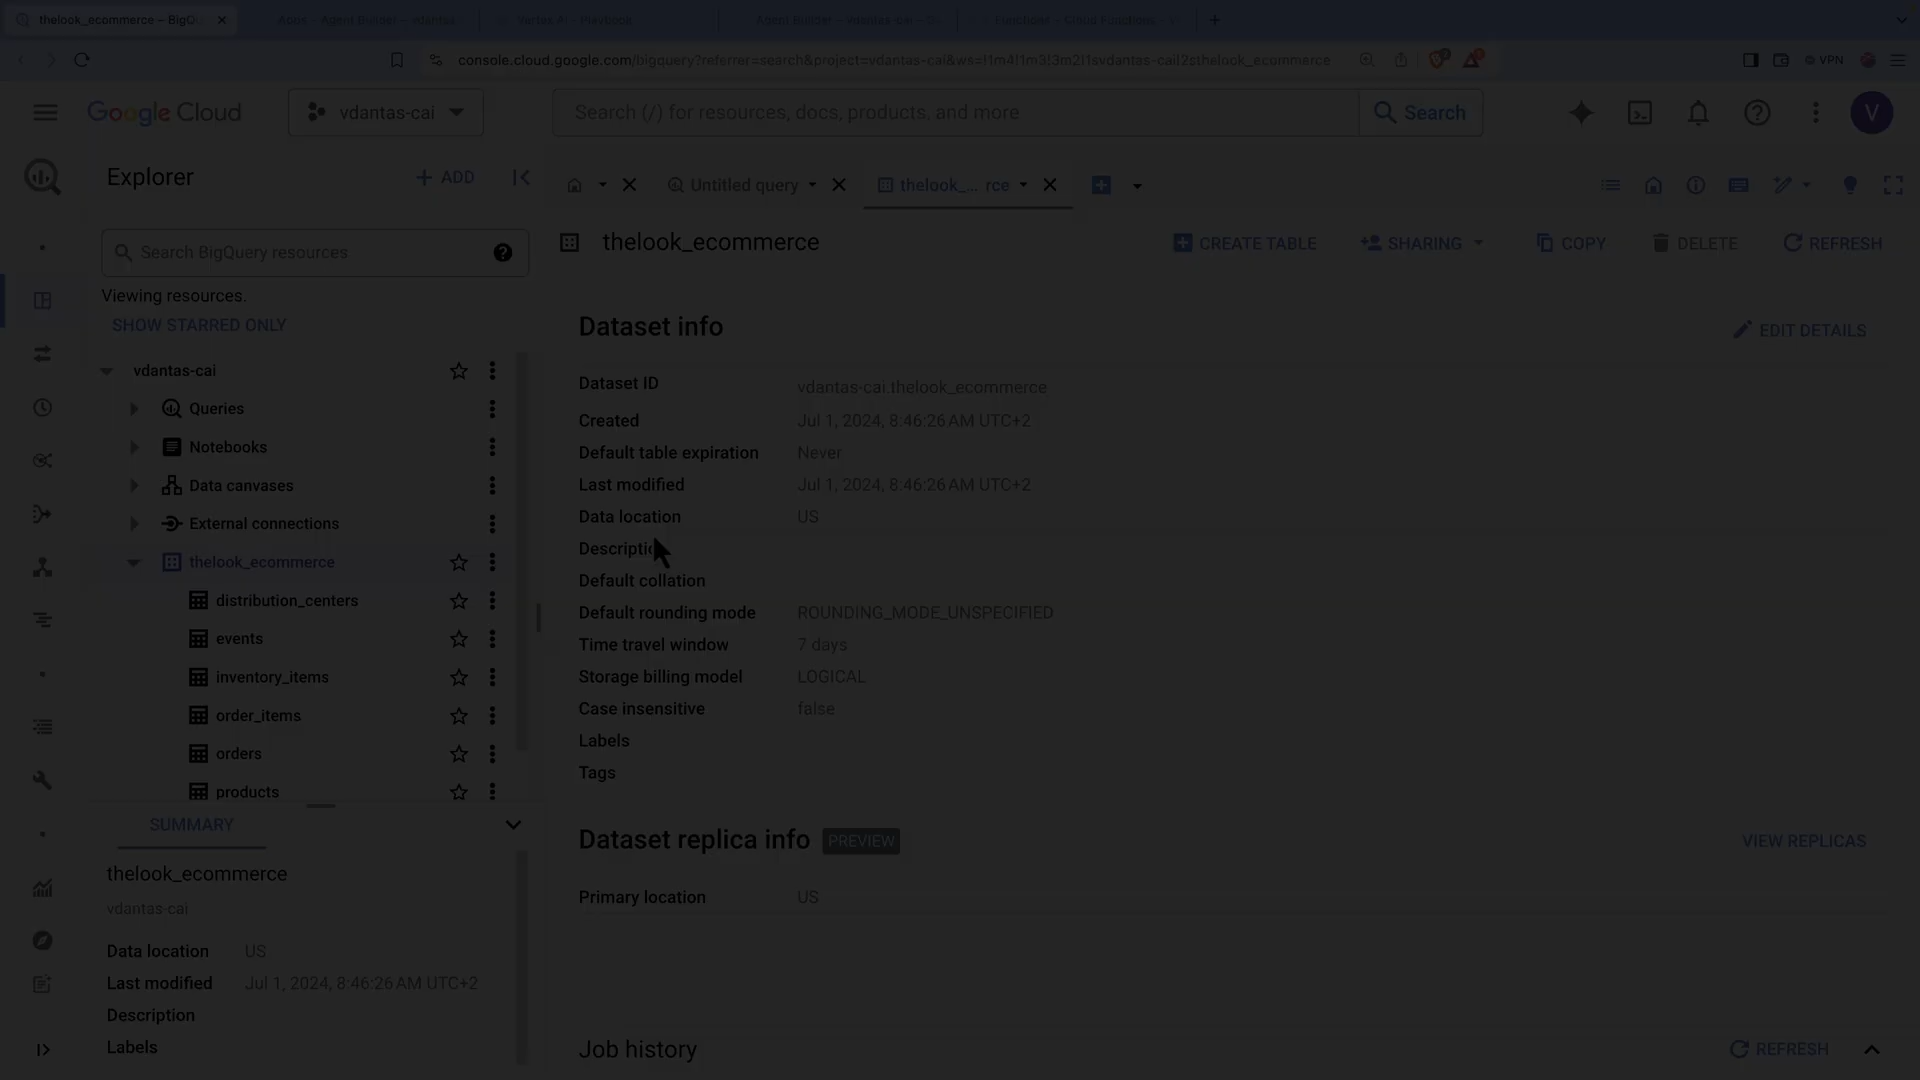 thelook_ecommerce – BigQu
Apps – Agent Builder – vdantas
Vertex AI – Playbook
Agent Builder – vdantas-cai –
Functions – Cloud Functions –
console.cloud.google.com/bigquery?referrer=search&project=vdantas-cai&ws=!1m4!1m3!3m2!1svdantas-cai!2sthelook_ecommerce
VPN
Google Cloud
vdantas-cai
Search (/) for resources, docs, products, and more
Search
V
Explorer
+ ADD
Untitled query
thelook_... rce
Search BigQuery resources
thelook_ecommerce
CREATE TABLE
SHARING
COPY
DELETE
REFRESH
Viewing resources.
SHOW STARRED ONLY
vdantas-cai
Queries
Notebooks
Data canvases
External connections
thelook_ecommerce
distribution_centers
events
inventory_items
order_items
orders
products
Dataset info
EDIT DETAILS
Dataset ID vdantas-cai.thelook_ecommerce
Created Jul 1, 2024, 8:46:26 AM UTC+2
Default table expiration Never
Last modified Jul 1, 2024, 8:46:26 AM UTC+2
Data location US
Descripti
Default collation
Default rounding mode ROUNDING_MODE_UNSPECIFIED
Time travel window 7 days
Storage billing model LOGICAL
Case insensitive false
Labels
Tags
Dataset replica info PREVIEW
VIEW REPLICAS
Primary location US
SUMMARY
thelook_ecommerce
vdantas-cai
Data location US
Last modified Jul 1, 2024, 8:46:26 AM UTC+2
Description
Labels
Job history
REFRESH